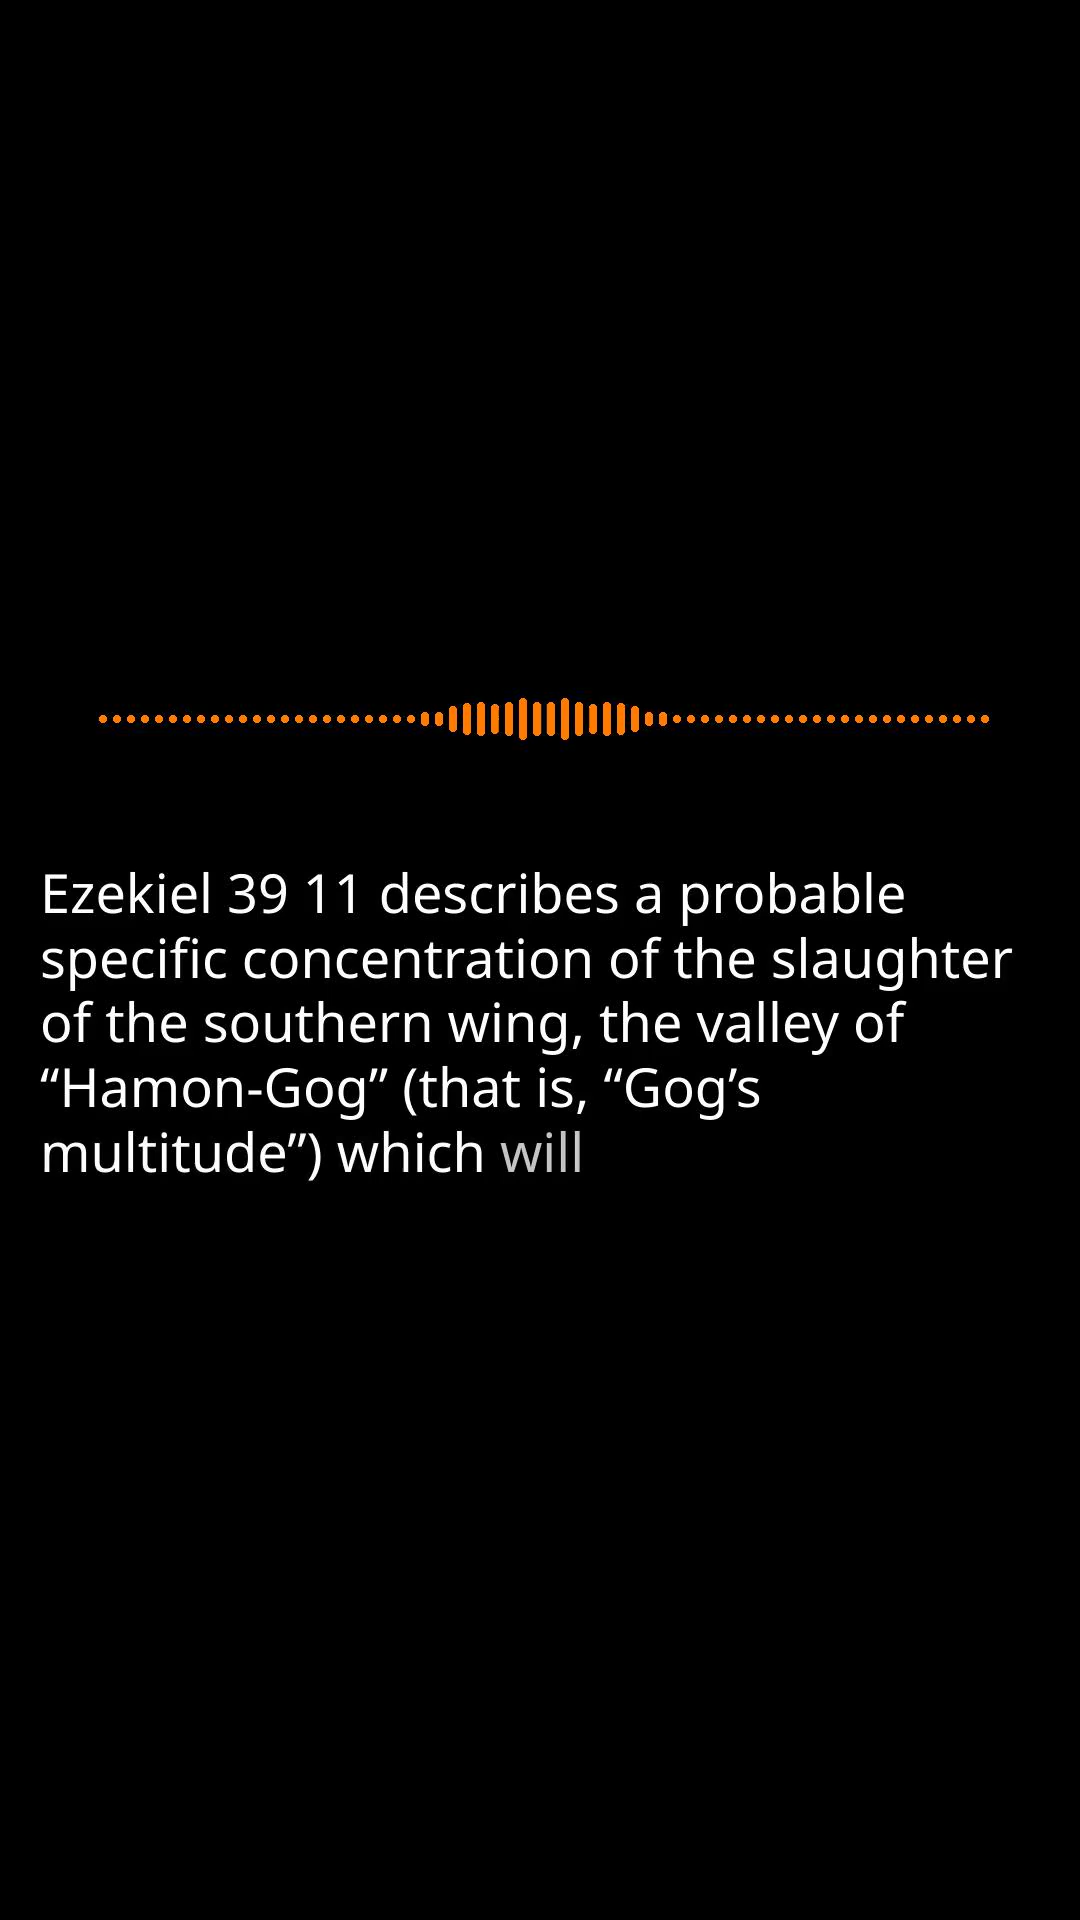 Ezekiel 39 11 describes a probable
specific concentration of the slaughter
of the southern wing, the valley of
“Hamon-Gog” (that is, “Gog’s
multitude”) which will